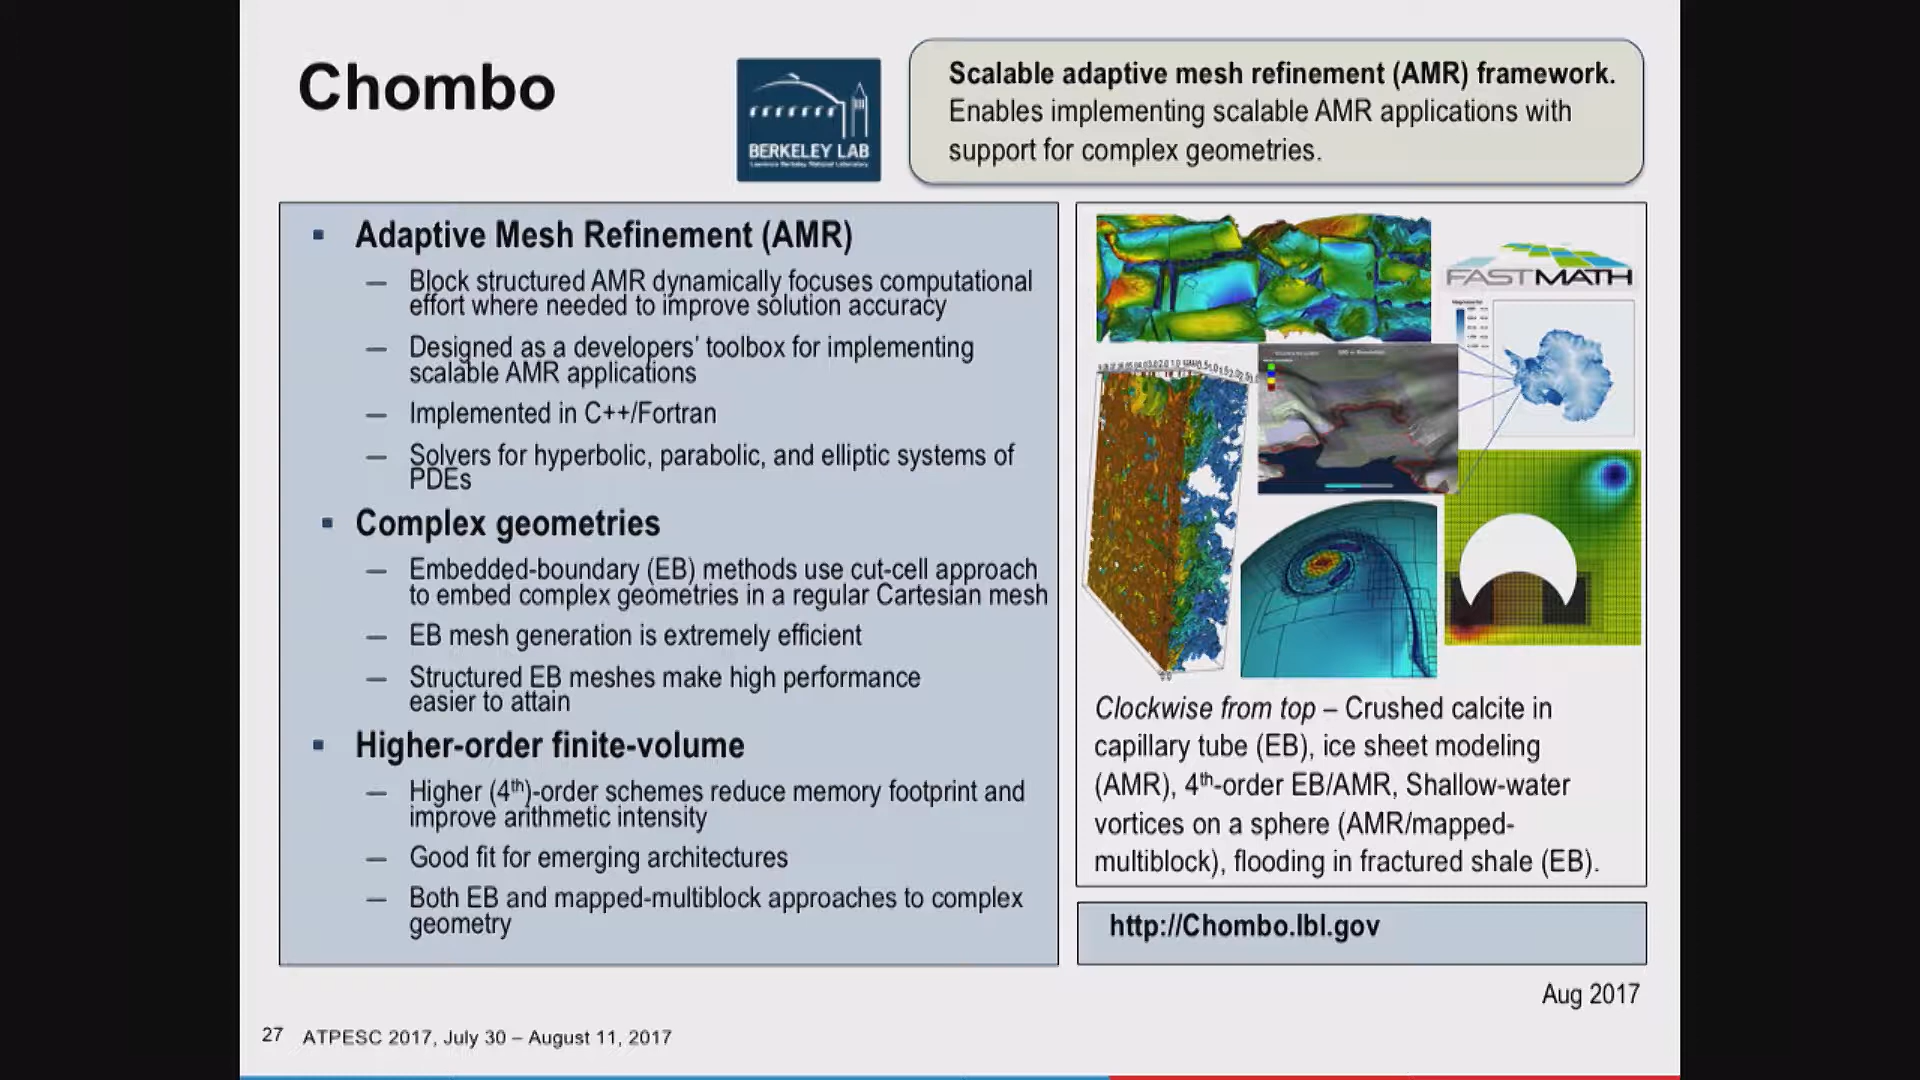 Chombo
BERKELEY LAB
Lawrence Berkeley National Laboratory
Scalable adaptive mesh refinement (AMR) framework.
Enables implementing scalable AMR applications with
support for complex geometries.
▪ Adaptive Mesh Refinement (AMR)
— Block structured AMR dynamically focuses computational
effort where needed to improve solution accuracy
— Designed as a developers’ toolbox for implementing
scalable AMR applications
— Implemented in C++/Fortran
— Solvers for hyperbolic, parabolic, and elliptic systems of
PDEs
▪ Complex geometries
— Embedded-boundary (EB) methods use cut-cell approach
to embed complex geometries in a regular Cartesian mesh
— EB mesh generation is extremely efficient
— Structured EB meshes make high performance
easier to attain
▪ Higher-order finite-volume
— Higher (4th)-order schemes reduce memory footprint and
improve arithmetic intensity
— Good fit for emerging architectures
— Both EB and mapped-multiblock approaches to complex
geometry
FASTMATH
Clockwise from top – Crushed calcite in
capillary tube (EB), ice sheet modeling
(AMR), 4th-order EB/AMR, Shallow-water
vortices on a sphere (AMR/mapped-
multiblock), flooding in fractured shale (EB).
http://Chombo.lbl.gov
Aug 2017
27 ATPESC 2017, July 30 – August 11, 2017